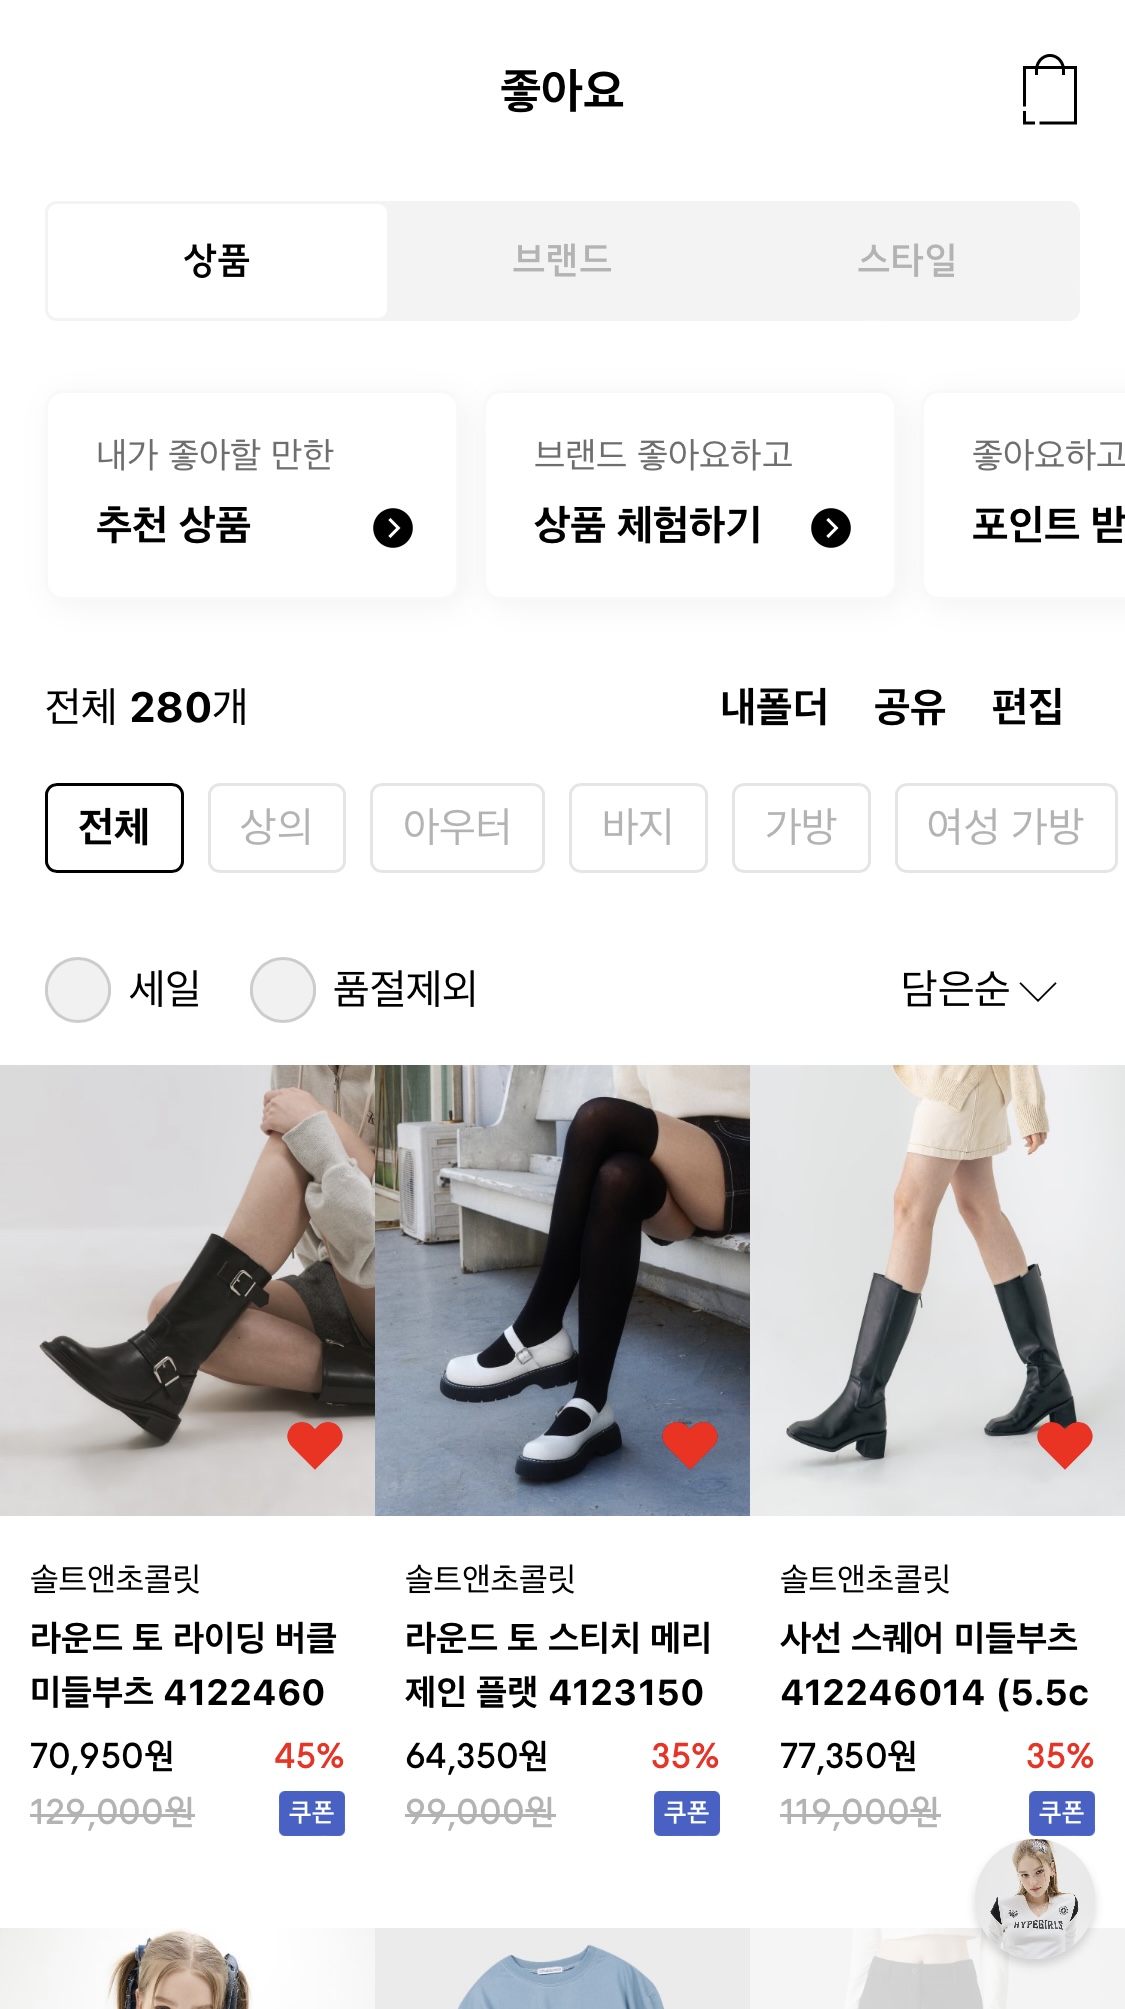 좋아요
상품 브랜드 스타일
내가 좋아할 만한
추천 상품
브랜드 좋아요하고
상품 체험하기
좋아요하고
포인트 받
전체 280개 내폴더 공유 편집
전체 상의 아우터 바지 가방 여성 가방
세일 품절제외 담은순
솔트앤초콜릿
라운드 토 라이딩 버클
미들부츠 4122460
70,950원 45%
129,000원 쿠폰
솔트앤초콜릿
라운드 토 스티치 메리
제인 플랫 4123150
64,350원 35%
99,000원 쿠폰
솔트앤초콜릿
사선 스퀘어 미들부츠
412246014 (5.5c
77,350원 35%
119,000원 쿠폰
HYPEGIRLS